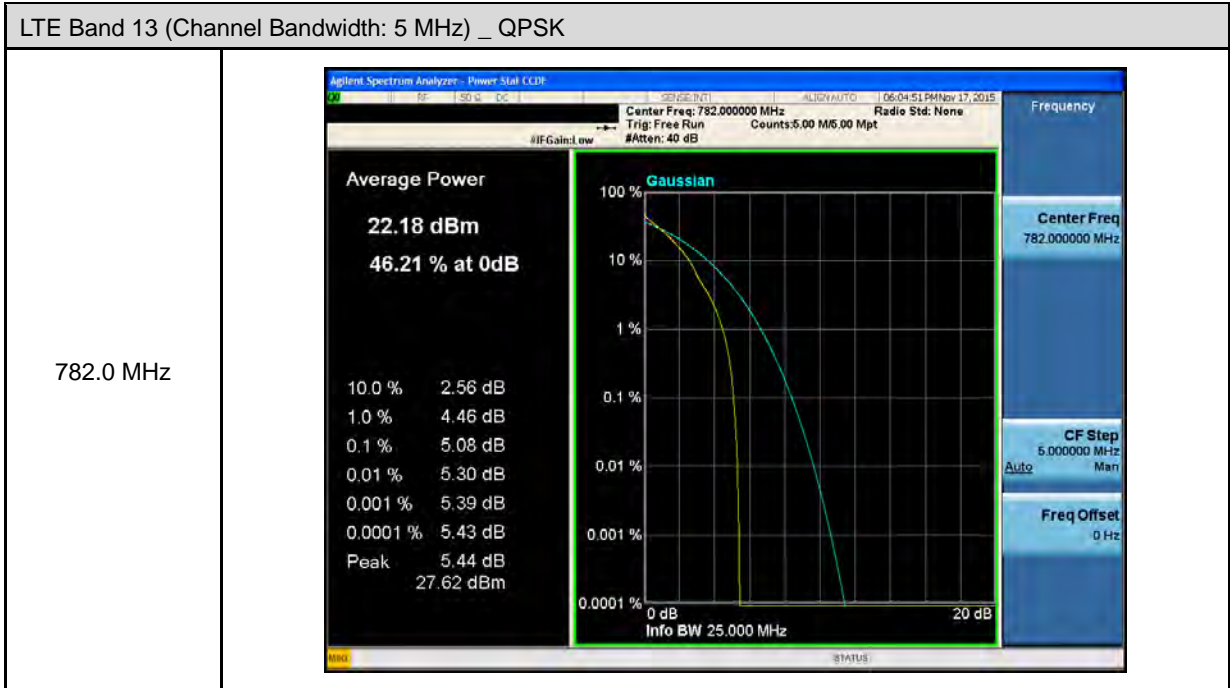 LTE Band 13 (Channel Bandwidth: 5 MHz) _ QPSK
782.0 MHz
Agilent Spectrum Analyzer - Power Stat CCDF
RF 50 Ω DC SENSE:INT ALIGN AUTO 06:04:51 PM Nov 17, 2015
Center Freq: 782.000000 MHz Radio Std: None
Trig: Free Run Counts:5.00 M/5.00 Mpt
#IFGain:Low #Atten: 40 dB
Average Power
22.18 dBm
46.21 % at 0dB
10.0 % 2.56 dB
1.0 % 4.46 dB
0.1 % 5.08 dB
0.01 % 5.30 dB
0.001 % 5.39 dB
0.0001 % 5.43 dB
Peak 5.44 dB
27.62 dBm
Gaussian
100 %
10 %
1 %
0.1 %
0.01 %
0.001 %
0.0001 %
0 dB 20 dB
Info BW 25.000 MHz
Frequency
Center Freq
782.000000 MHz
CF Step
5.000000 MHz
Auto Man
Freq Offset
0 Hz
MSG STATUS